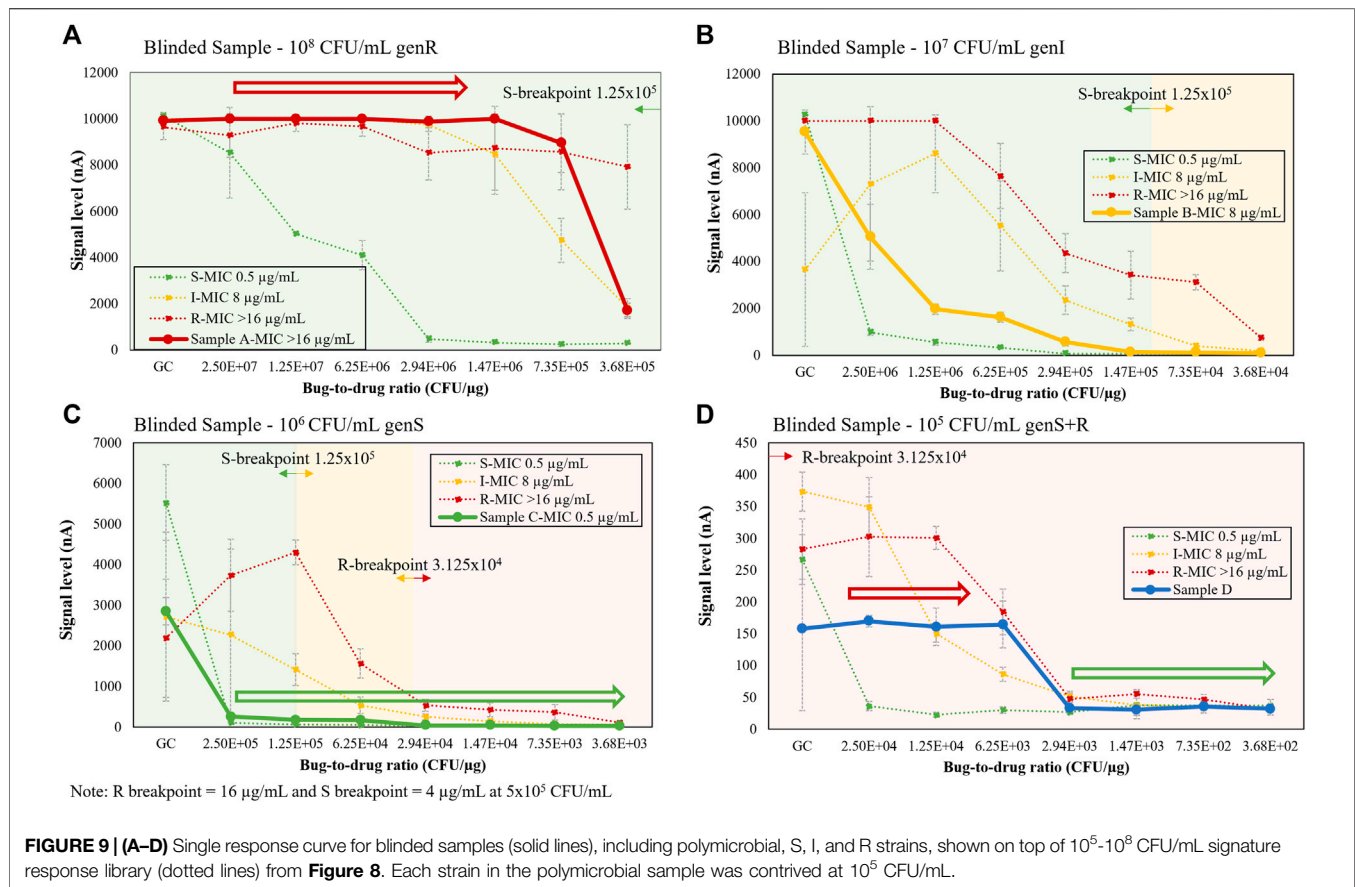 A
Blinded Sample - 10⁸ CFU/mL genR
12000
10000
8000
6000
4000
2000
0
Signal level (nA)
S-breakpoint 1.25x10⁵
S-MIC 0.5 µg/mL
I-MIC 8 µg/mL
R-MIC >16 µg/mL
Sample A-MIC >16 µg/mL
GC 2.50E+07 1.25E+07 6.25E+06 2.94E+06 1.47E+06 7.35E+05 3.68E+05
Bug-to-drug ratio (CFU/µg)
B
Blinded Sample - 10⁷ CFU/mL genI
12000
10000
8000
6000
4000
2000
0
Signal level (nA)
S-breakpoint 1.25x10⁵
S-MIC 0.5 µg/mL
I-MIC 8 µg/mL
R-MIC >16 µg/mL
Sample B-MIC 8 µg/mL
GC 2.50E+06 1.25E+06 6.25E+05 2.94E+05 1.47E+05 7.35E+04 3.68E+04
Bug-to-drug ratio (CFU/µg)
C
Blinded Sample - 10⁶ CFU/mL genS
7000
6000
5000
4000
3000
2000
1000
0
Signal level (nA)
S-breakpoint 1.25x10⁵
S-MIC 0.5 µg/mL
I-MIC 8 µg/mL
R-MIC >16 µg/mL
Sample C-MIC 0.5 µg/mL
R-breakpoint 3.125x10⁴
GC 2.50E+05 1.25E+05 6.25E+04 2.94E+04 1.47E+04 7.35E+03 3.68E+03
Bug-to-drug ratio (CFU/µg)
Note: R breakpoint = 16 µg/mL and S breakpoint = 4 µg/mL at 5x10⁵ CFU/mL
D
Blinded Sample - 10⁵ CFU/mL genS+R
450
400
350
300
250
200
150
100
50
0
Signal level (nA)
R-breakpoint 3.125x10⁴
S-MIC 0.5 µg/mL
I-MIC 8 µg/mL
R-MIC >16 µg/mL
Sample D
GC 2.50E+04 1.25E+04 6.25E+03 2.94E+03 1.47E+03 7.35E+02 3.68E+02
Bug-to-drug ratio (CFU/µg)
FIGURE 9 | (A–D) Single response curve for blinded samples (solid lines), including polymicrobial, S, I, and R strains, shown on top of 10⁵-10⁸ CFU/mL signature
response library (dotted lines) from Figure 8. Each strain in the polymicrobial sample was contrived at 10⁵ CFU/mL.